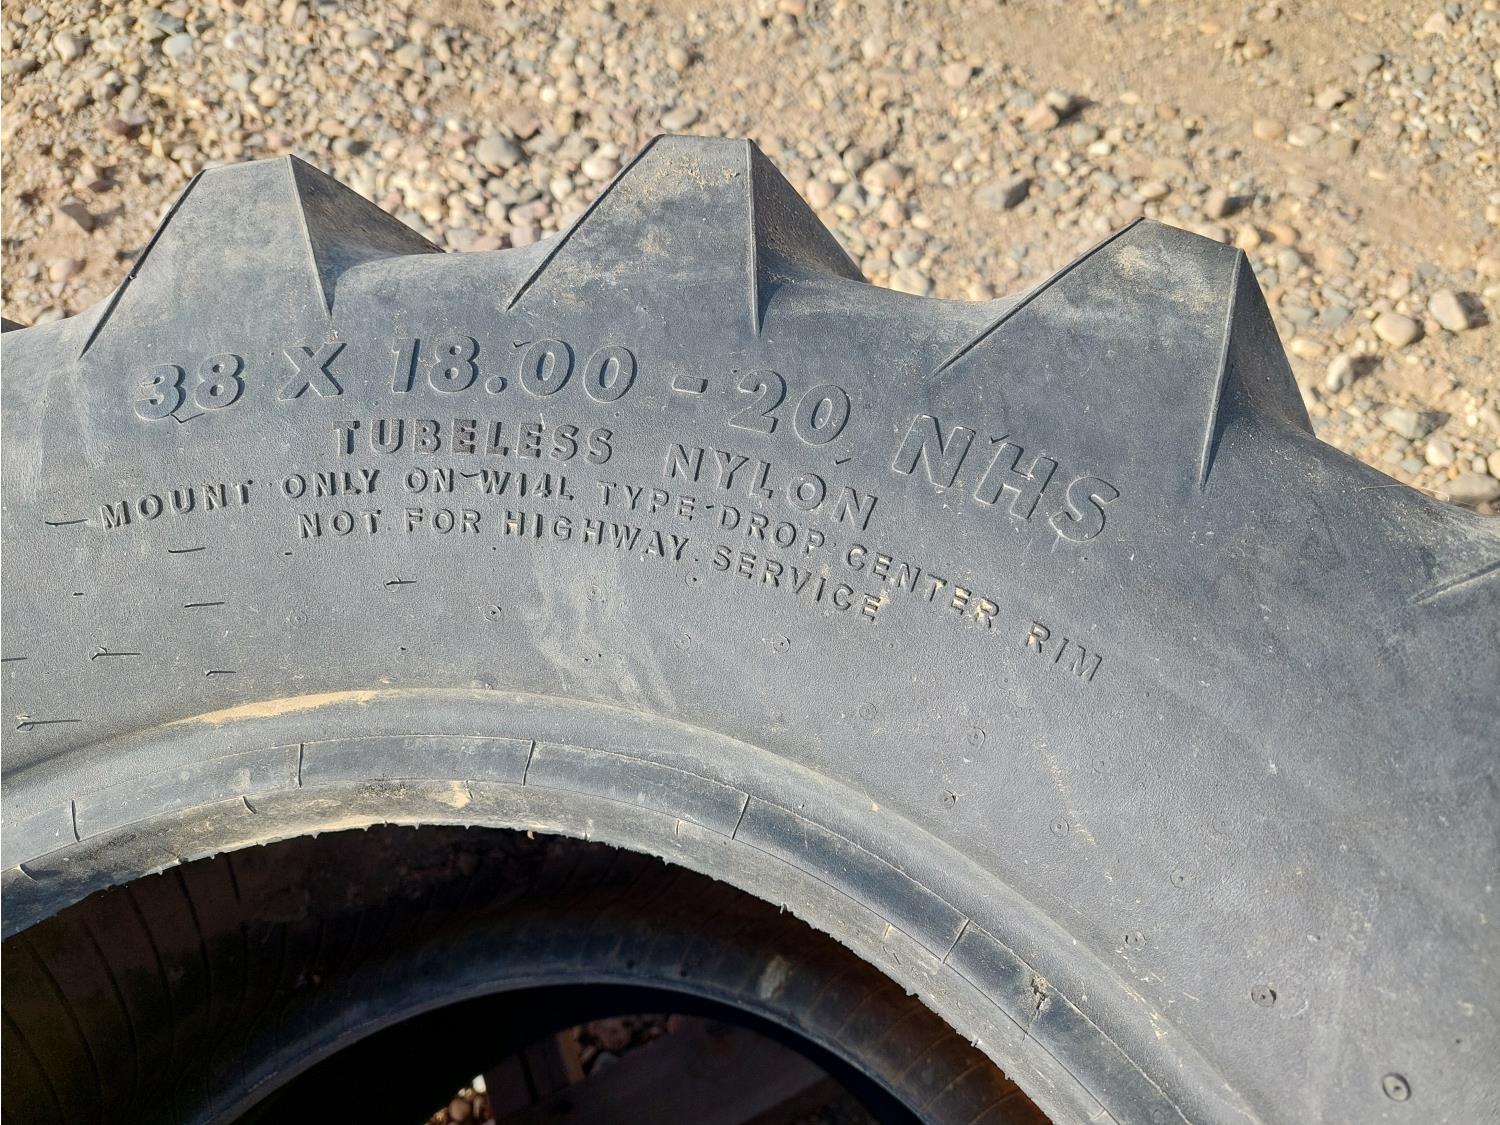 38 X 18.00 - 20 NHS
TUBELESS NYLON
MOUNT ONLY ON W14L TYPE DROP CENTER RIM
NOT FOR HIGHWAY SERVICE